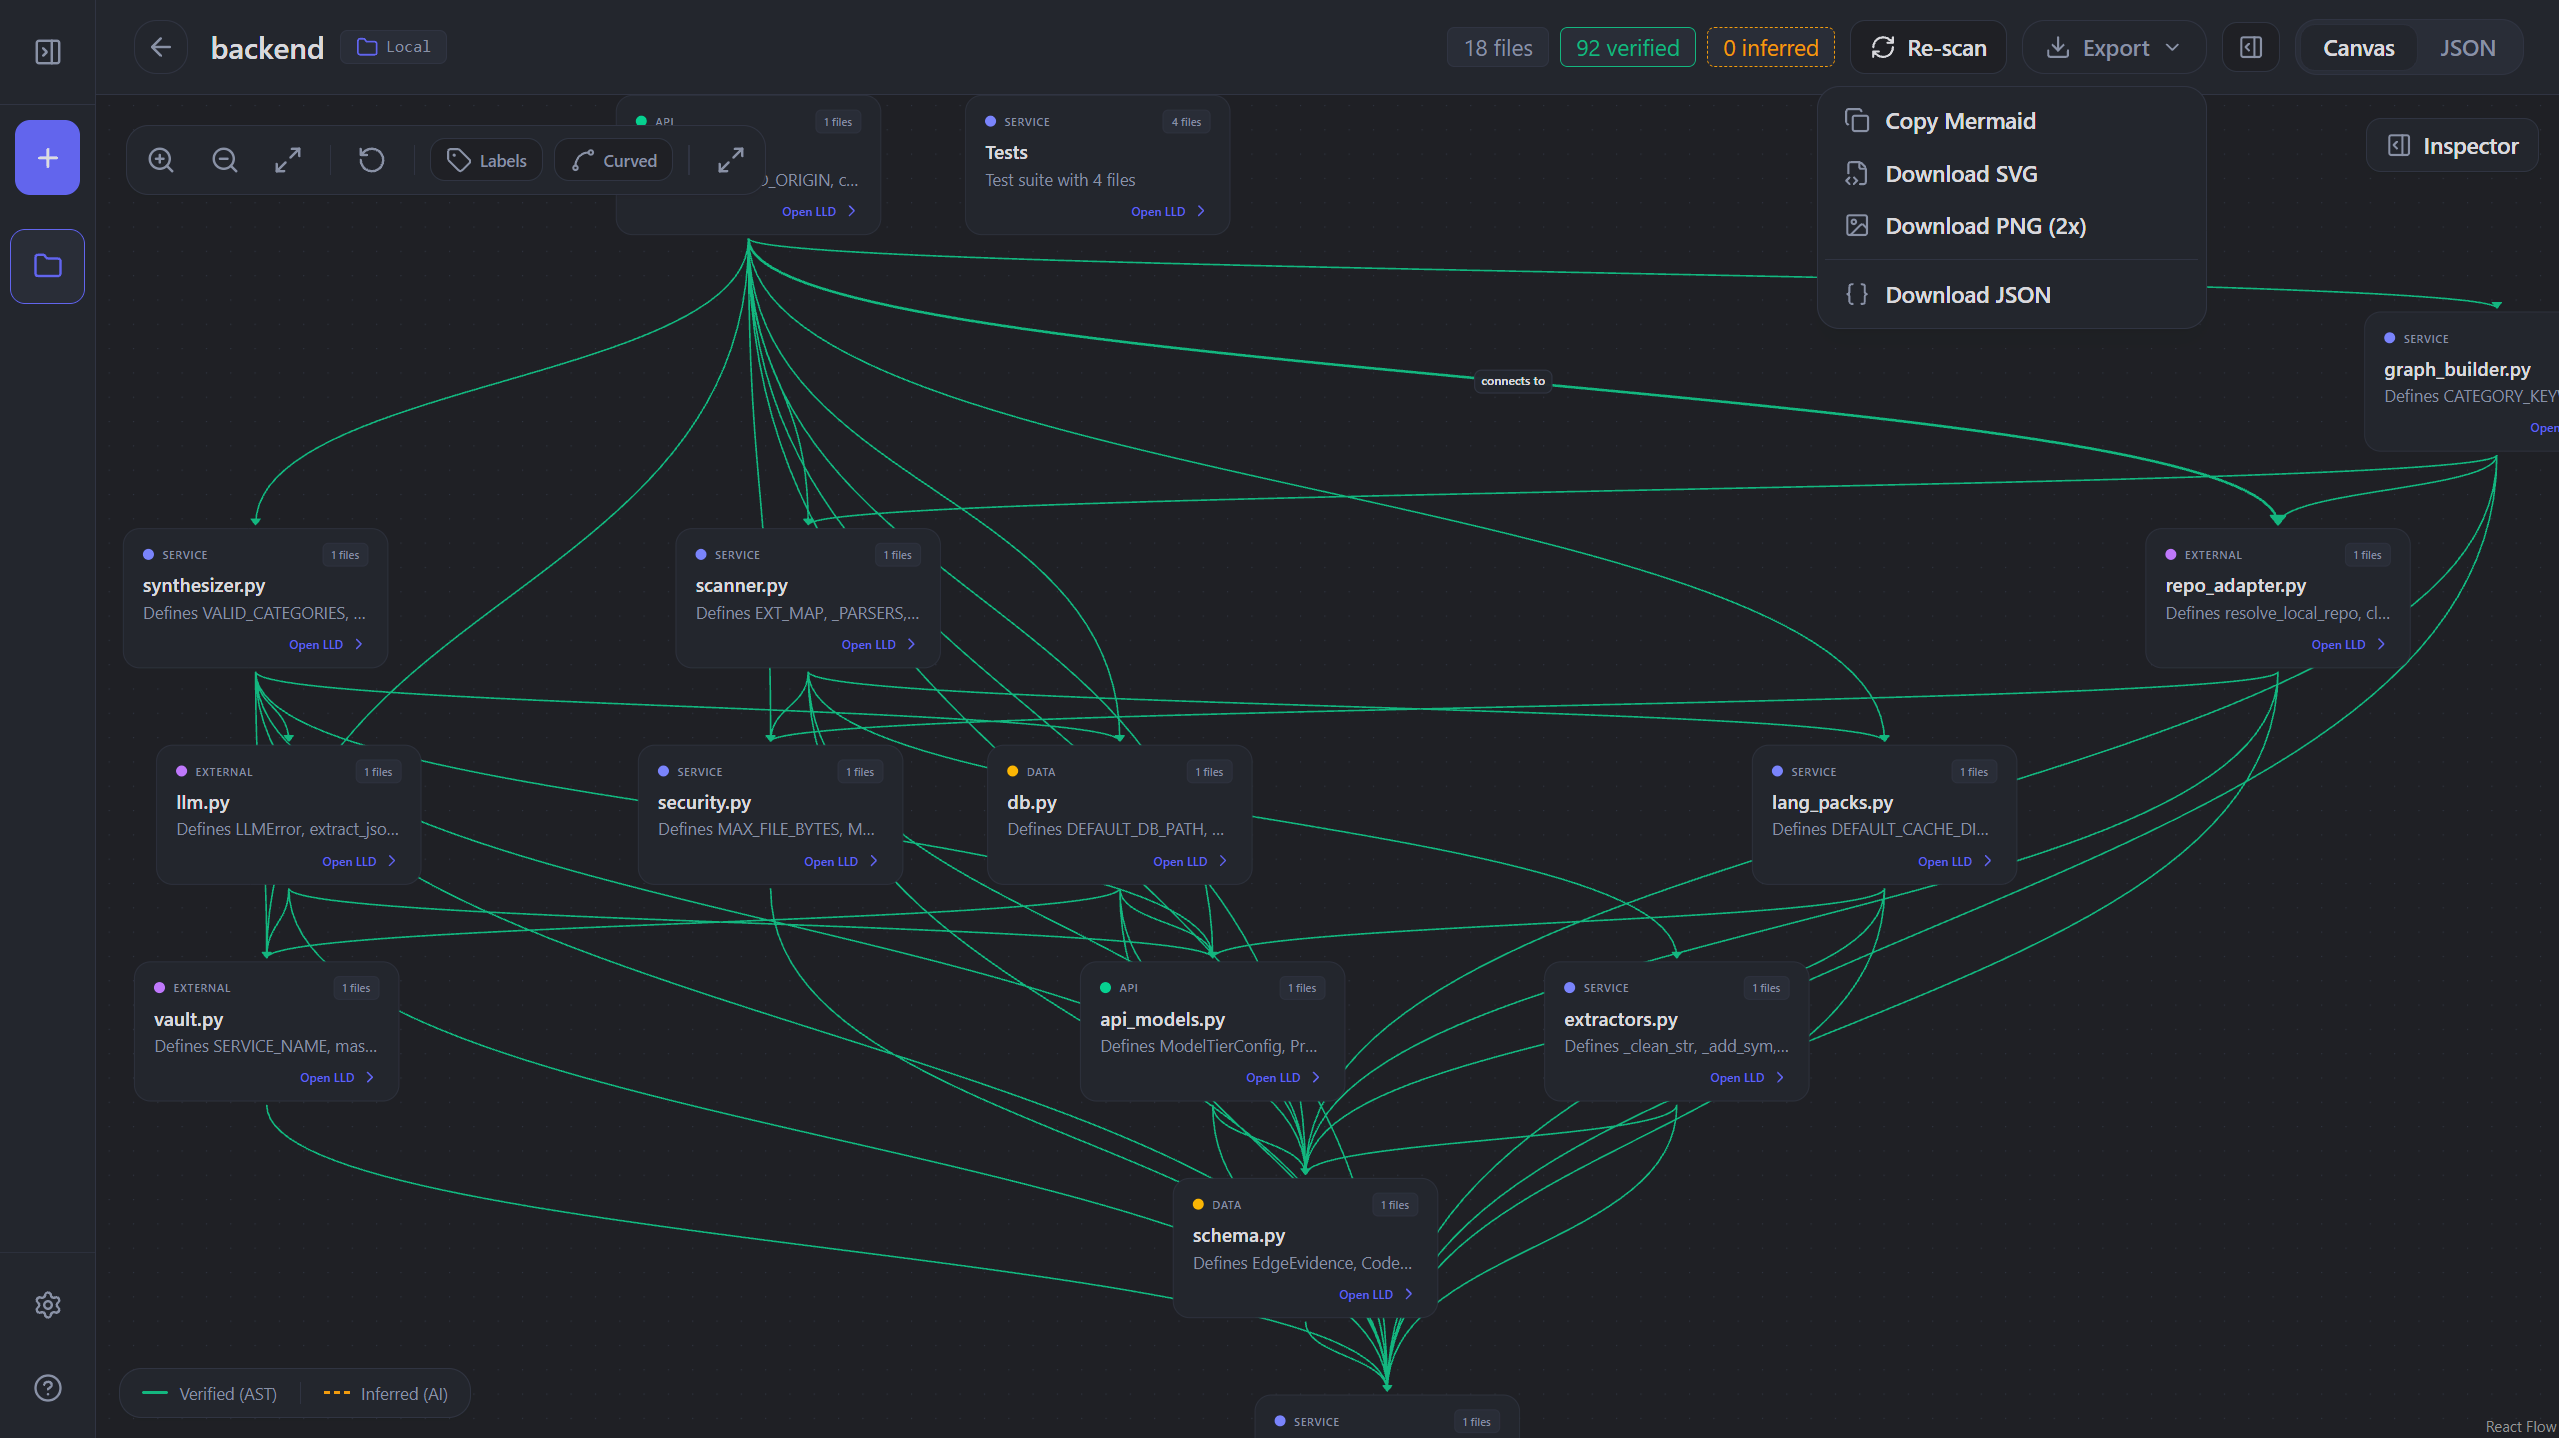 backend
Local
18 files
92 verified
0 inferred
Re-scan
Export
Canvas
JSON
Copy Mermaid
Download SVG
Download PNG (2x)
Download JSON
Inspector
Labels
Curved
API
1 files
D_ORIGIN, c...
Open LLD
SERVICE
4 files
Tests
Test suite with 4 files
Open LLD
connects to
SERVICE
graph_builder.py
Defines CATEGORY_KEY
Open
SERVICE
1 files
synthesizer.py
Defines VALID_CATEGORIES, ...
Open LLD
SERVICE
1 files
scanner.py
Defines EXT_MAP, _PARSERS,...
Open LLD
EXTERNAL
1 files
repo_adapter.py
Defines resolve_local_repo, cl...
Open LLD
EXTERNAL
1 files
llm.py
Defines LLMError, extract_jso...
Open LLD
SERVICE
1 files
security.py
Defines MAX_FILE_BYTES, M...
Open LLD
DATA
1 files
db.py
Defines DEFAULT_DB_PATH, ...
Open LLD
SERVICE
1 files
lang_packs.py
Defines DEFAULT_CACHE_DI...
Open LLD
EXTERNAL
1 files
vault.py
Defines SERVICE_NAME, mas...
Open LLD
API
1 files
api_models.py
Defines ModelTierConfig, Pr...
Open LLD
SERVICE
1 files
extractors.py
Defines _clean_str, _add_sym,...
Open LLD
DATA
1 files
schema.py
Defines EdgeEvidence, Code...
Open LLD
SERVICE
1 files
Verified (AST)
Inferred (AI)
React Flow